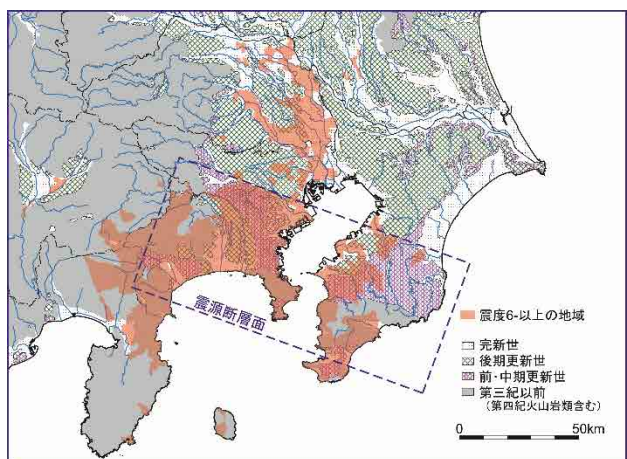 震源断層面
震度6-以上の地域
完新世
後期更新世
前・中期更新世
第三紀以前
(第四紀火山岩類含む)
0 50km